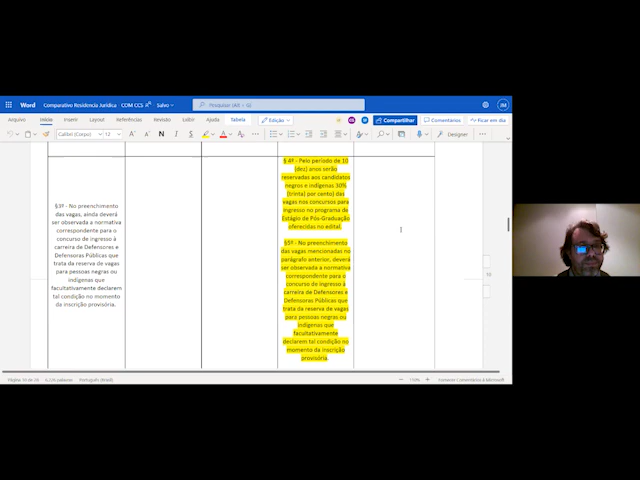 Word
Comparativo Residencia Jurídica
CDM CCS
Salvo
Pesquisar (Alt + G)
Arquivo
Início
Inserir
Layout
Referências
Revisão
Exibir
Ajuda
Tabela
Edição
Compartilhar
Comentários
Ficar em dia
Calibri (Corpo)
12
N
I
S
Designer
§3º - No preenchimento
das vagas, ainda deverá
ser observada a normativa
correspondente para o
concurso de ingresso à
carreira de Defensores e
Defensoras Públicas que
trata da reserva de vaga
para pessoas negras ou
indígenas que
facultativamente declarem
tal condição no momento
da inscrição provisória.
§ 4º - Pelo período de 10
(dez) anos serão
reservadas aos candidatos
negros e indígenas 30%
(trinta) por cento) das
vagas nos concursos para
ingresso no programa de
Estágio de Pós-Graduação
oferecidas no edital.
§5º - No preenchimento
das vagas mencionadas no
parágrafo anterior, deverá
ser observada a normativa
correspondente para o
concurso de ingresso à
carreira de Defensores e
Defensoras Públicas que
trata da reserva de vagas
para pessoas negras ou
indígenas que
facultativamente
declarem tal condição no
momento da inscrição
provisória.
Português (Brasil)